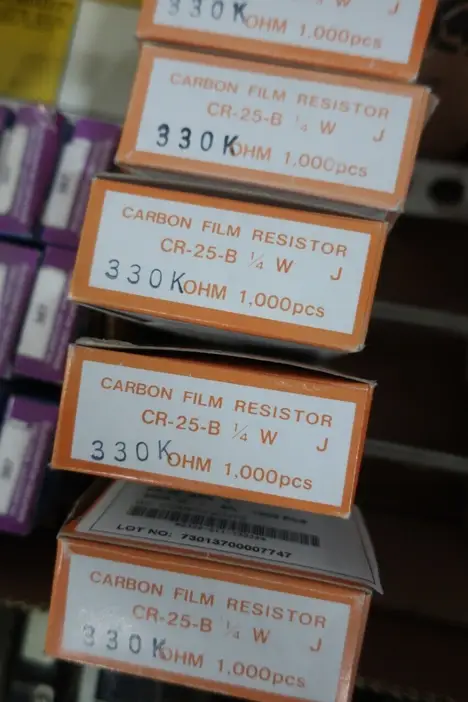 330K OHM 1,000pcs
J
CARBON FILM RESISTOR
CR-25-B ¼ W J
330K OHM 1,000pcs
CARBON FILM RESISTOR
CR-25-B ¼ W J
330K OHM 1,000pcs
CARBON FILM RESISTOR
CR-25-B ¼ W J
330K OHM 1,000pcs
LOT NO: 73013700007747
CARBON FILM RESISTOR
CR-25-B ¼ W J
330K OHM 1,000pcs